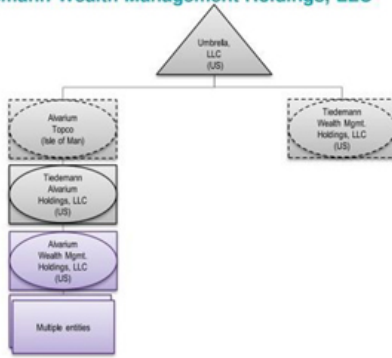 mann Wealth Management Holdings, LLC
Umbrella,
LLC
(US)
Alvarium
Topco
(Isle of Man)
Tiedemann
Wealth Mgmt.
Holdings, LLC
(US)
Tiedemann
Alvarium
Holdings, LLC
(US)
Alvarium
Wealth Mgmt.
Holdings, LLC
(US)
Multiple entities